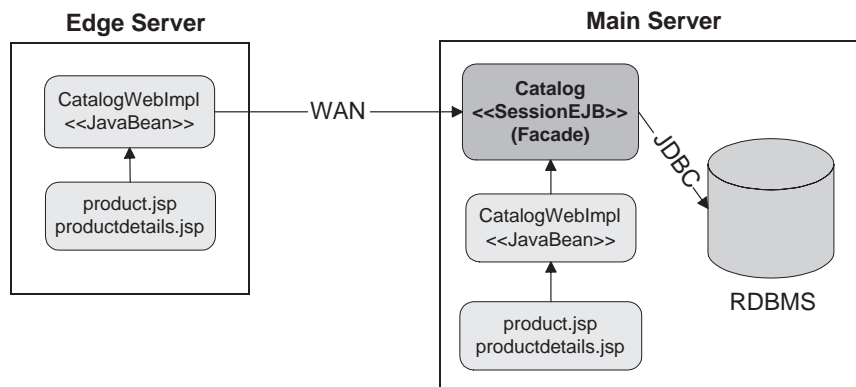 Edge Server
CatalogWebImpl
<<JavaBean>>
product.jsp
productdetails.jsp
WAN
Main Server
Catalog
<<SessionEJB>>
(Facade)
JDBC
CatalogWebImpl
<<JavaBean>>
product.jsp
productdetails.jsp
RDBMS